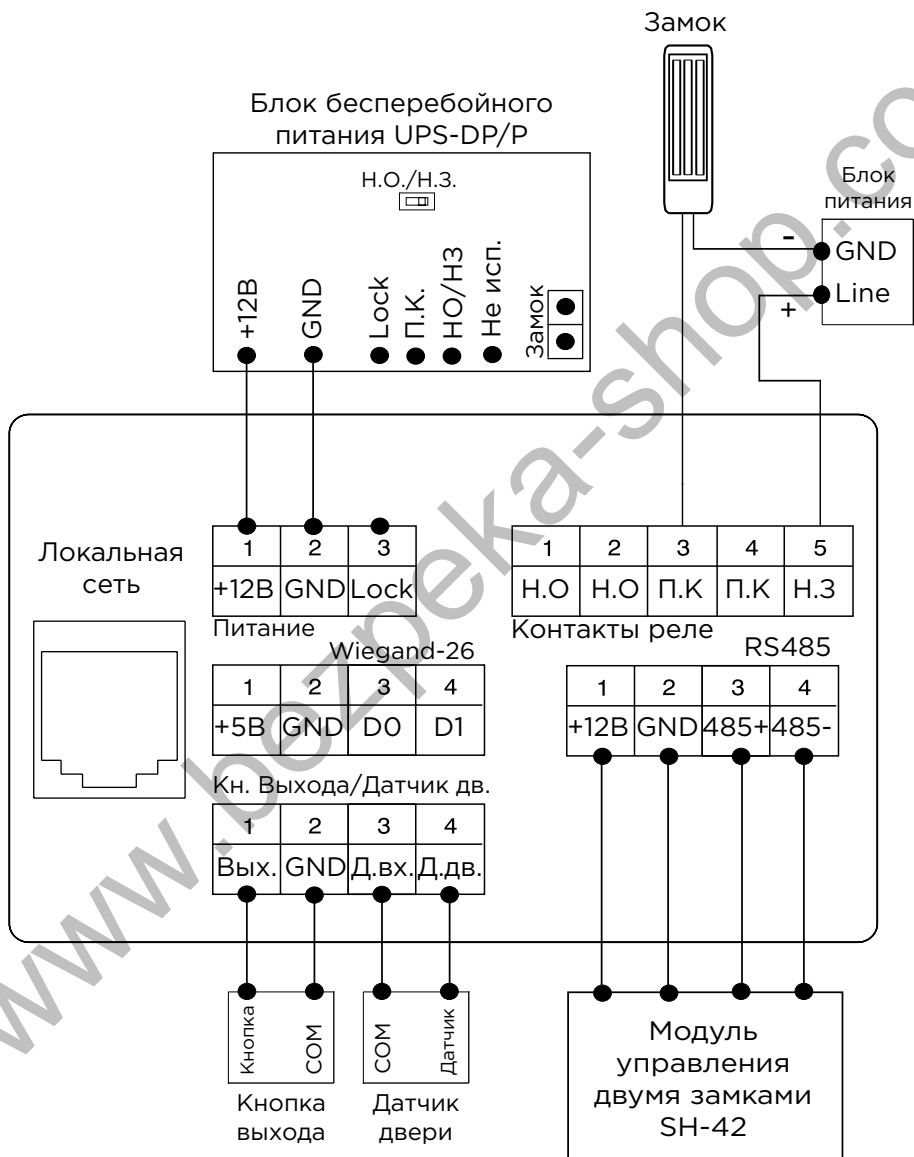 Замок
Блок бесперебойного
питания UPS-DP/P
Н.О./Н.З.
+12В
GND
Lock
П.К.
НО/НЗ
Не исп.
Замок
Блок
питания
-
GND
Line
+
Локальная
сеть
1 2 3
+12В GND Lock
Питание
1 2 3 4 5
Н.О Н.О П.К П.К Н.З
Контакты реле
Wiegand-26
1 2 3 4
+5В GND D0 D1
RS485
1 2 3 4
+12В GND 485+ 485-
Кн. Выхода/Датчик дв.
1 2 3 4
Вых. GND Д.вх. Д.дв.
Кнопка
COM
COM
Датчик
Кнопка
выхода
Датчик
двери
Модуль
управления
двумя замками
SH-42
www.bezpeka-shop.co